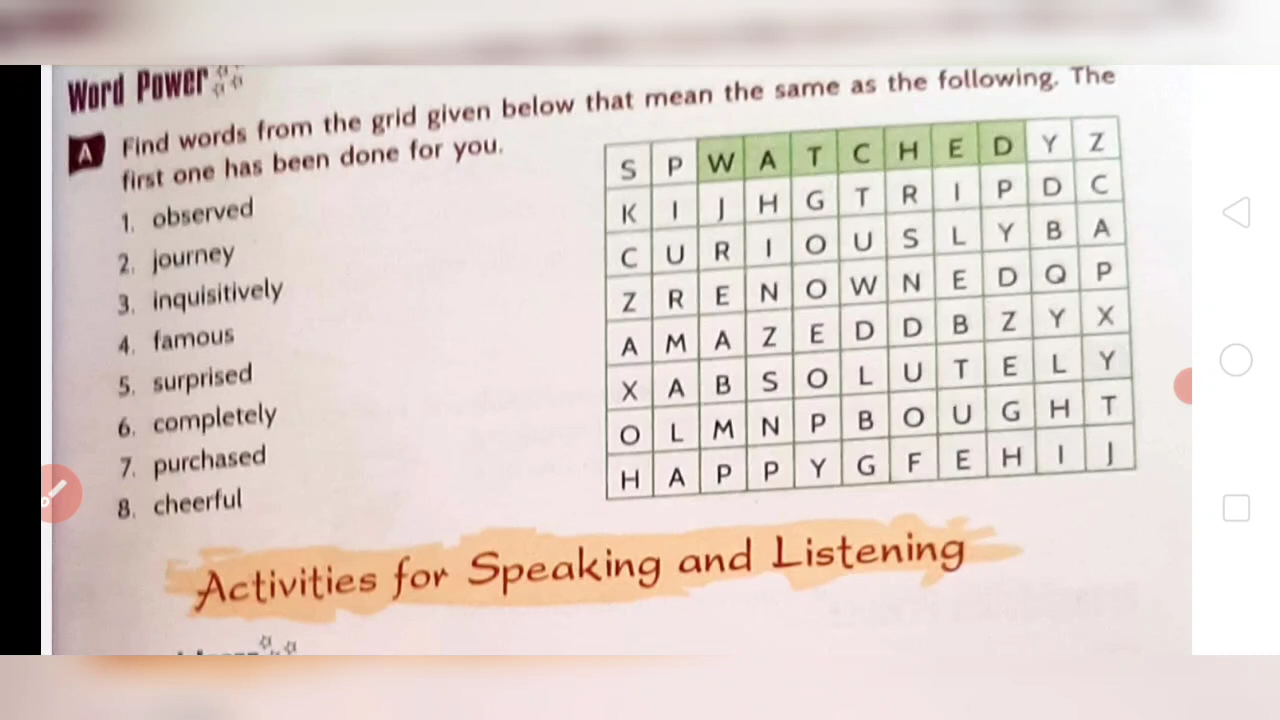 Word Power
A Find words from the grid given below that mean the same as the following. The
first one has been done for you.
1. observed
2. journey
3. inquisitively
4. famous
5. surprised
6. completely
7. purchased
8. cheerful
S P W A T C H E D Y Z
K I J H G T R I P D C
C U R I O U S L Y B A
Z R E N O W N E D Q P
A M A Z E D D B Z Y X
X A B S O L U T E L Y
O L M N P B O U G H T
H A P P Y G F E H I J
Activities for Speaking and Listening